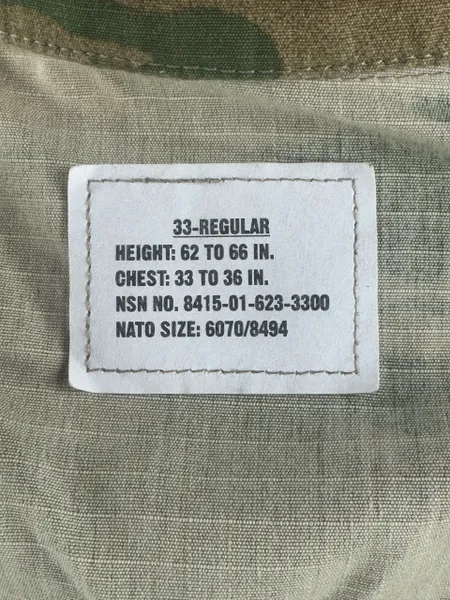 33-REGULAR
HEIGHT: 62 TO 66 IN.
CHEST: 33 TO 36 IN.
NSN NO. 8415-01-623-3300
NATO SIZE: 6070/8494